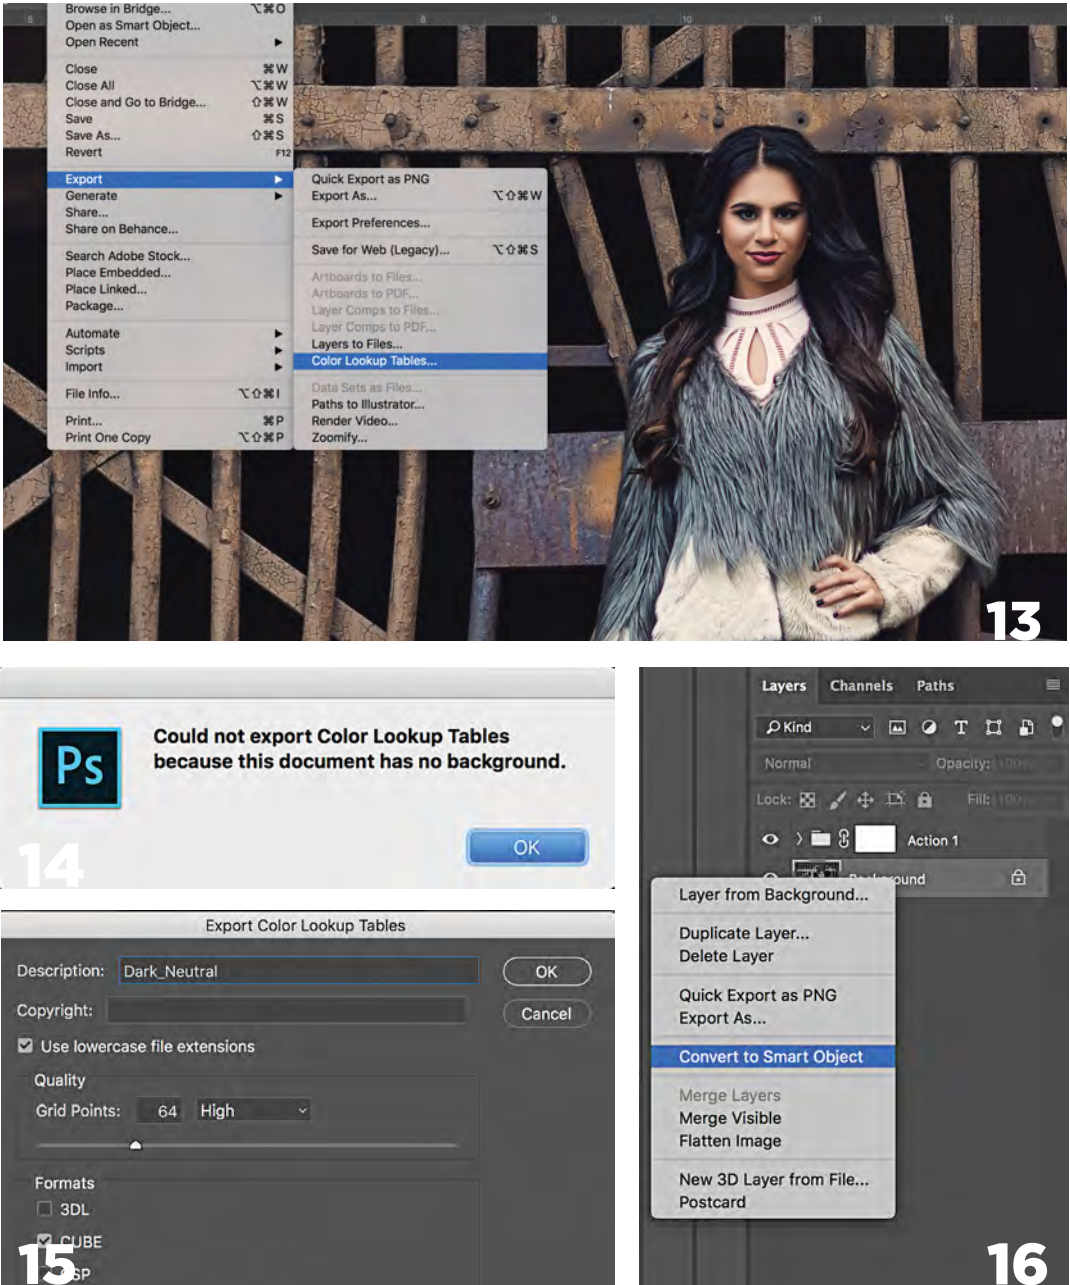 6 8 9 10 11 12
Browse in Bridge... ⌥⌘O
Open as Smart Object...
Open Recent ▶
Close ⌘W
Close All ⌥⌘W
Close and Go to Bridge... ⇧⌘W
Save ⌘S
Save As... ⇧⌘S
Revert F12
Export ▶
Generate ▶
Share...
Share on Behance...
Search Adobe Stock...
Place Embedded...
Place Linked...
Package...
Automate ▶
Scripts ▶
Import ▶
File Info... ⌥⇧⌘I
Print... ⌘P
Print One Copy ⌥⇧⌘P
Quick Export as PNG
Export As... ⌥⇧⌘W
Export Preferences...
Save for Web (Legacy)... ⌥⇧⌘S
Artboards to Files...
Artboards to PDF...
Layer Comps to Files...
Layer Comps to PDF...
Layers to Files...
Color Lookup Tables...
Data Sets as Files...
Paths to Illustrator...
Render Video...
Zoomify...
13
Ps
Could not export Color Lookup Tables
because this document has no background.
OK
14
Export Color Lookup Tables
Description: Dark_Neutral
OK
Copyright:
Cancel
Use lowercase file extensions
Quality
Grid Points: 64 High
Formats
3DL
CUBE
CSP
15
Layers Channels Paths
Kind
Normal Opacity:
Lock: Fill:
Action 1
Background
Layer from Background...
Duplicate Layer...
Delete Layer
Quick Export as PNG
Export As...
Convert to Smart Object
Merge Layers
Merge Visible
Flatten Image
New 3D Layer from File...
Postcard
16